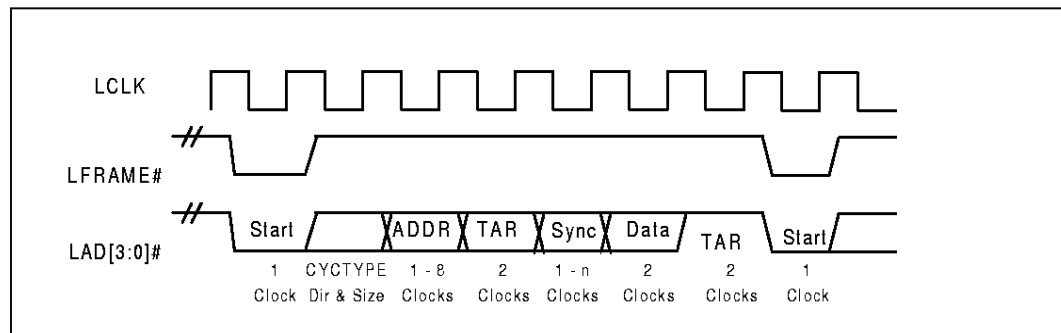 LCLK
LFRAME#
LAD[3:0]#
Start ADDR TAR Sync Data TAR Start
1 CYCTYPE 1 - 8 2 1 - n 2 2 1
Clock Dir & Size Clocks Clocks Clocks Clocks Clocks Clock